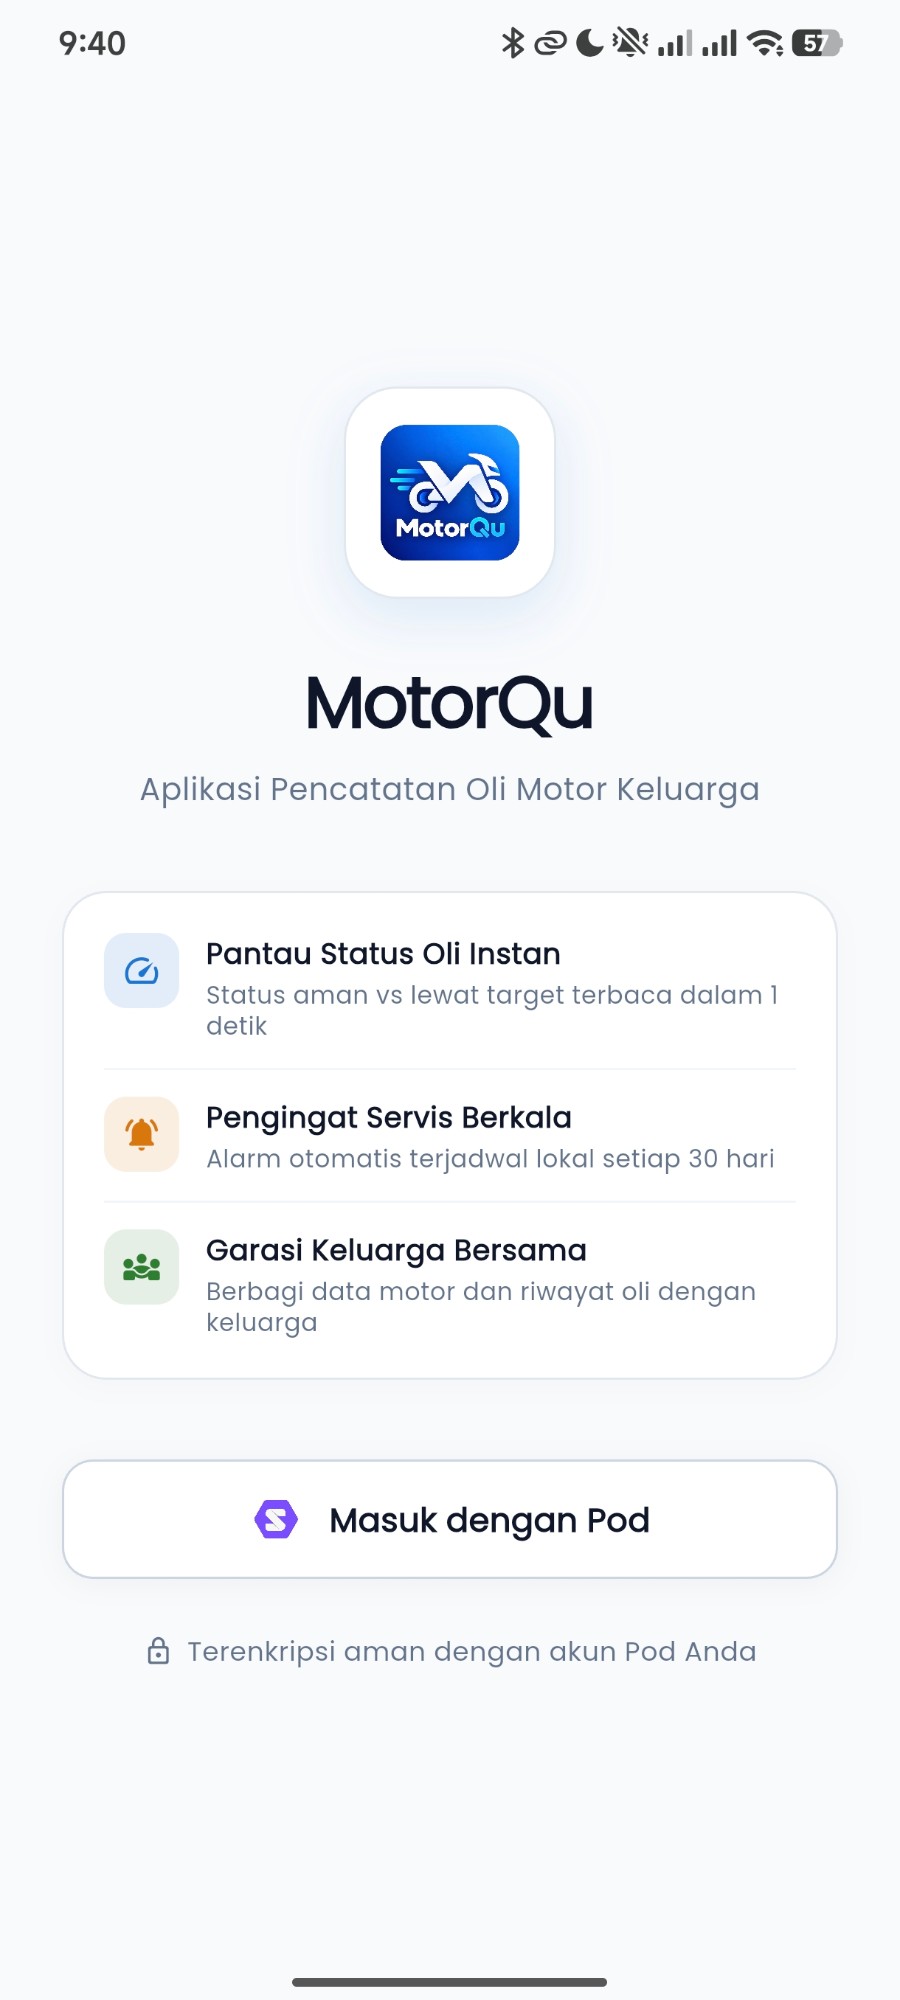 9:40
57
MotorQu
MotorQu
Aplikasi Pencatatan Oli Motor Keluarga
Pantau Status Oli Instan
Status aman vs lewat target terbaca dalam 1
detik
Pengingat Servis Berkala
Alarm otomatis terjadwal lokal setiap 30 hari
Garasi Keluarga Bersama
Berbagi data motor dan riwayat oli dengan
keluarga
Masuk dengan Pod
Terenkripsi aman dengan akun Pod Anda